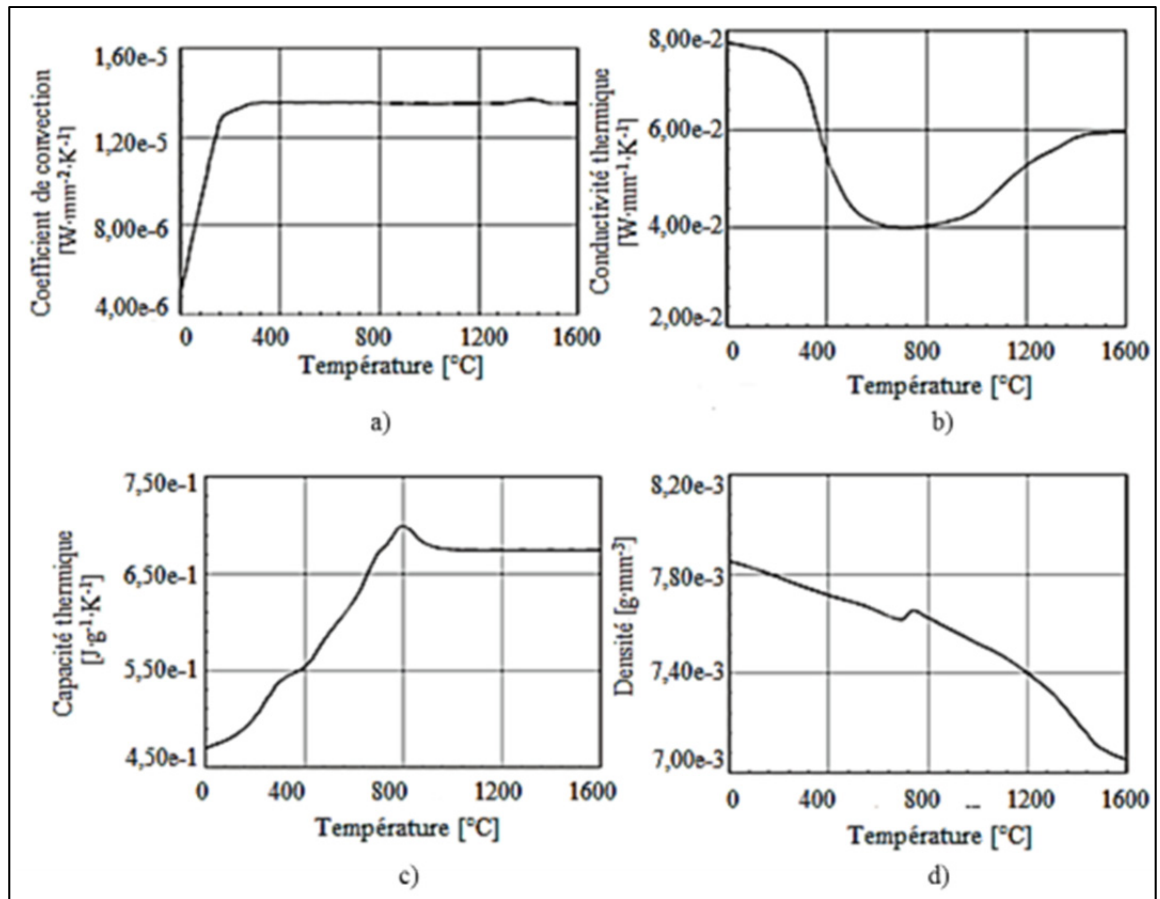 Coefficient de convection
[W·mm⁻²·K⁻¹]
1,60e-5
1,20e-5
8,00e-6
4,00e-6
0 400 800 1200 1600
Température [°C]
a)
Conductivité thermique
[W·mm⁻¹·K⁻¹]
8,00e-2
6,00e-2
4,00e-2
2,00e-2
0 400 800 1200 1600
Température [°C]
b)
Capacité thermique
[J·g⁻¹·K⁻¹]
7,50e-1
6,50e-1
5,50e-1
4,50e-1
0 400 800 1200 1600
Température [°C]
c)
Densité [g·mm⁻³]
8,20e-3
7,80e-3
7,40e-3
7,00e-3
0 400 800 1200 1600
Température [°C]
d)